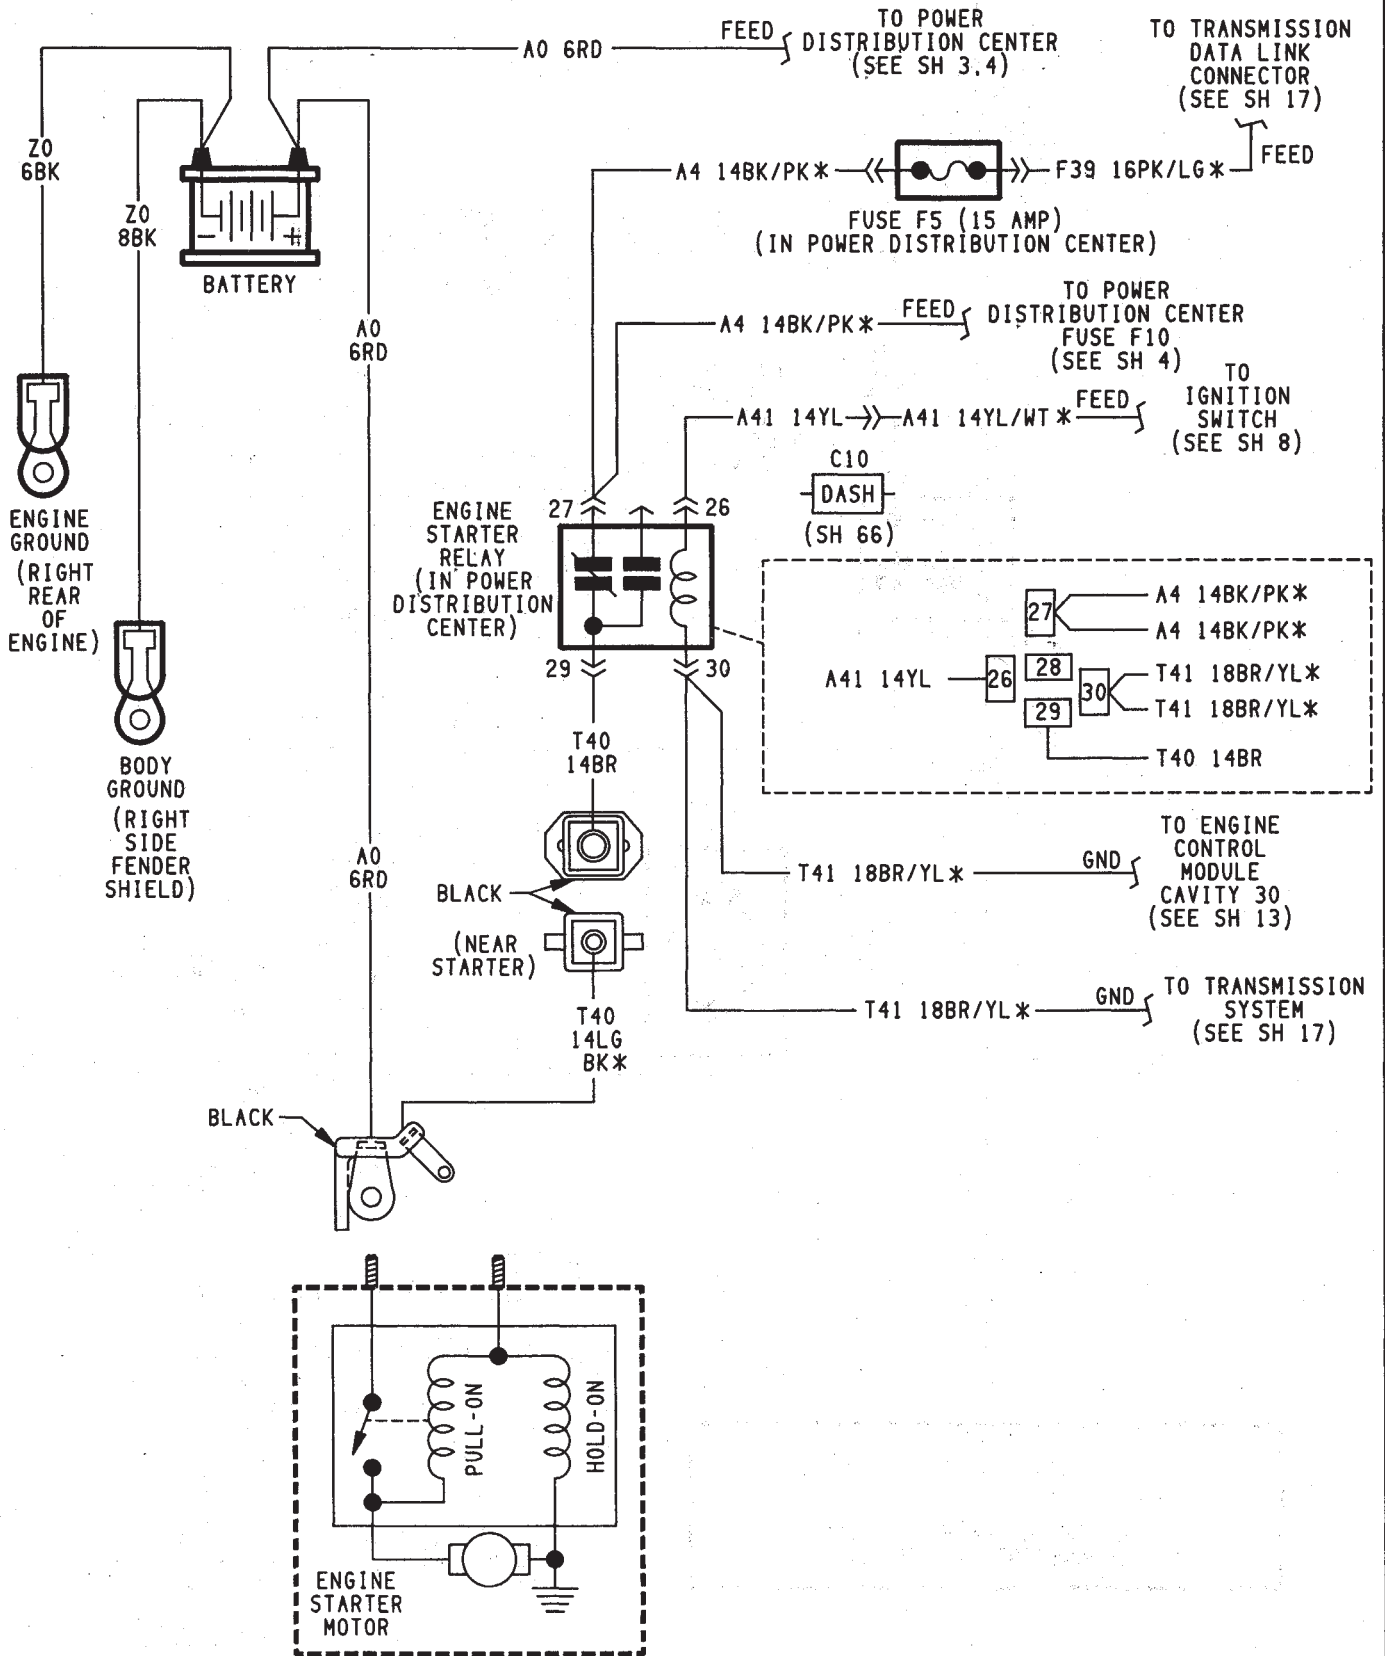 FEED
TO POWER
DISTRIBUTION CENTER
(SEE SH 3,4)
A0 6RD
TO TRANSMISSION
DATA LINK
CONNECTOR
(SEE SH 17)
FEED
Z0
6BK
Z0
8BK
A4 14BK/PK*
F39 16PK/LG*
FUSE F5 (15 AMP)
(IN POWER DISTRIBUTION CENTER)
- +
BATTERY
A0
6RD
A4 14BK/PK*
FEED
TO POWER
DISTRIBUTION CENTER
FUSE F10
(SEE SH 4)
A41 14YL
A41 14YL/WT*
FEED
TO
IGNITION
SWITCH
(SEE SH 8)
C10
DASH
(SH 66)
ENGINE
GROUND
(RIGHT
REAR
OF
ENGINE)
ENGINE
STARTER
RELAY
(IN POWER
DISTRIBUTION
CENTER)
27
26
29
30
27
A4 14BK/PK*
A4 14BK/PK*
A41 14YL
26
28
29
30
T41 18BR/YL*
T41 18BR/YL*
T40 14BR
BODY
GROUND
(RIGHT
SIDE
FENDER
SHIELD)
T40
14BR
A0
6RD
BLACK
(NEAR
STARTER)
T41 18BR/YL*
GND
TO ENGINE
CONTROL
MODULE
CAVITY 30
(SEE SH 13)
T41 18BR/YL*
GND
TO TRANSMISSION
SYSTEM
(SEE SH 17)
T40
14LG
BK*
BLACK
PULL-ON
HOLD-ON
ENGINE
STARTER
MOTOR